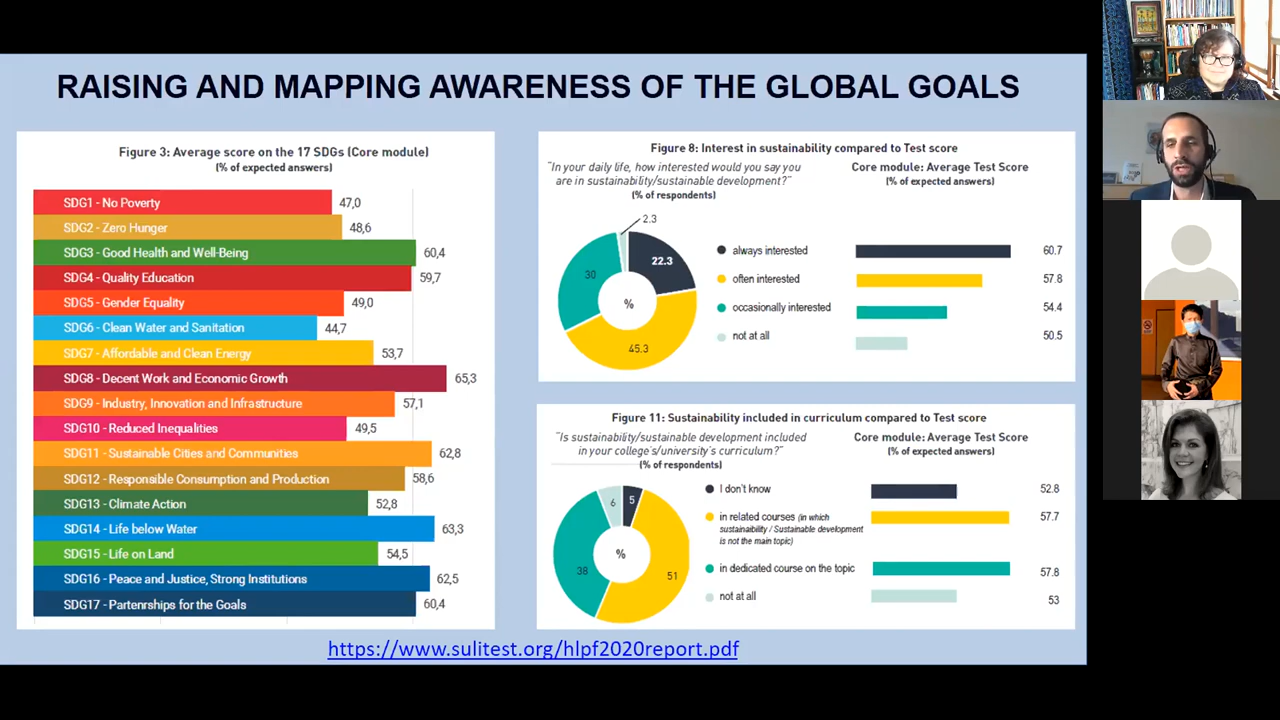 RAISING AND MAPPING AWARENESS OF THE GLOBAL GOALS
Figure 3: Average score on the 17 SDGs (Core module)
(% of expected answers)
SDG1 - No Poverty 47,0
SDG2 - Zero Hunger 48,6
SDG3 - Good Health and Well-Being 60,4
SDG4 - Quality Education 59,7
SDG5 - Gender Equality 49,0
SDG6 - Clean Water and Sanitation 44,7
SDG7 - Affordable and Clean Energy 53,7
SDG8 - Decent Work and Economic Growth 65,3
SDG9 - Industry, Innovation and Infrastructure 57,1
SDG10 - Reduced Inequalities 49,5
SDG11 - Sustainable Cities and Communities 62,8
SDG12 - Responsible Consumption and Production 58,6
SDG13 - Climate Action 52,8
SDG14 - Life below Water 63,3
SDG15 - Life on Land 54,5
SDG16 - Peace and Justice, Strong Institutions 62,5
SDG17 - Partenrships for the Goals 60,4
Figure 8: Interest in sustainability compared to Test score
"In your daily life, how interested would you say you
are in sustainability/sustainable development?"
(% of respondents)
Core module: Average Test Score
(% of expected answers)
2.3
22.3
30
%
45.3
always interested 60.7
often interested 57.8
occasionally interested 54.4
not at all 50.5
Figure 11: Sustainability included in curriculum compared to Test score
"Is sustainability/sustainable development included
in your college's/university's curriculum?"
(% of respondents)
Core module: Average Test Score
(% of expected answers)
6
5
%
38
51
I don't know 52.8
in related courses (in which 57.7
sustainability / Sustainable development
is not the main topic)
in dedicated course on the topic 57.8
not at all 53
https://www.sulitest.org/hlpf2020report.pdf